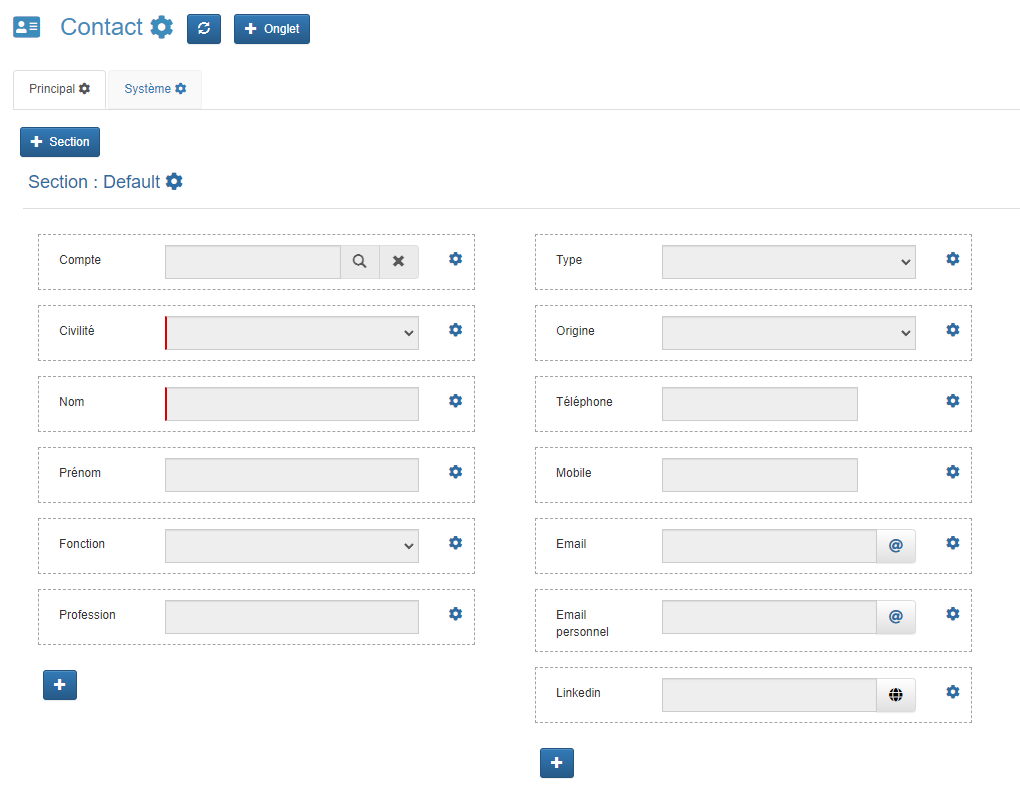 Contact
Onglet
Principal
Système
Section
Section : Default
Compte
Civilité
Nom
Prénom
Fonction
Profession
Type
Origine
Téléphone
Mobile
Email
@
Email
personnel
@
Linkedin